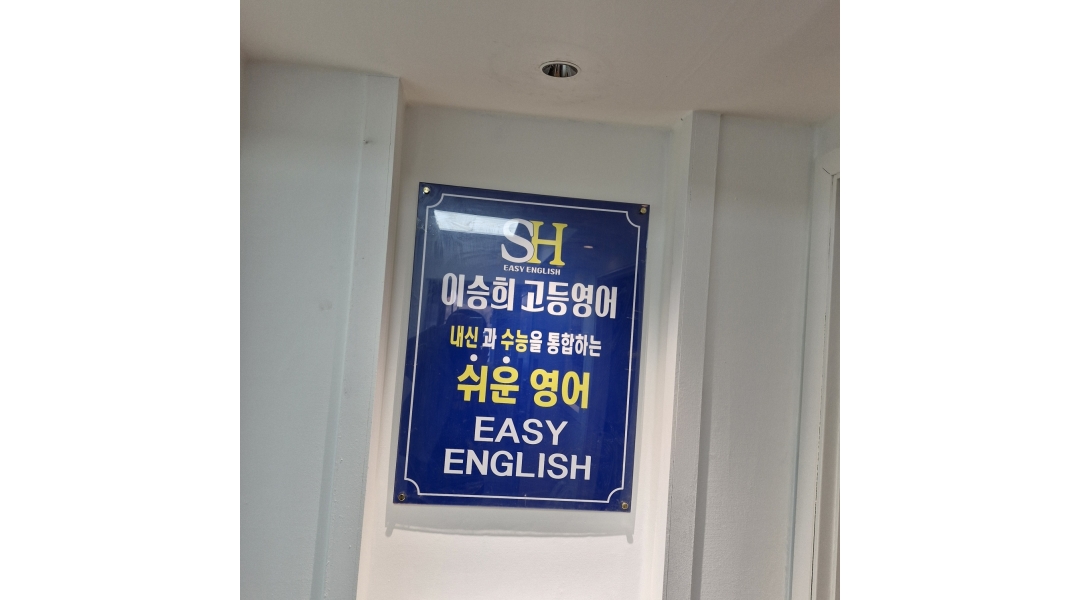 SH
EASY ENGLISH
이승희 고등영어
내신과 수능을 통합하는
쉬운 영어
EASY
ENGLISH